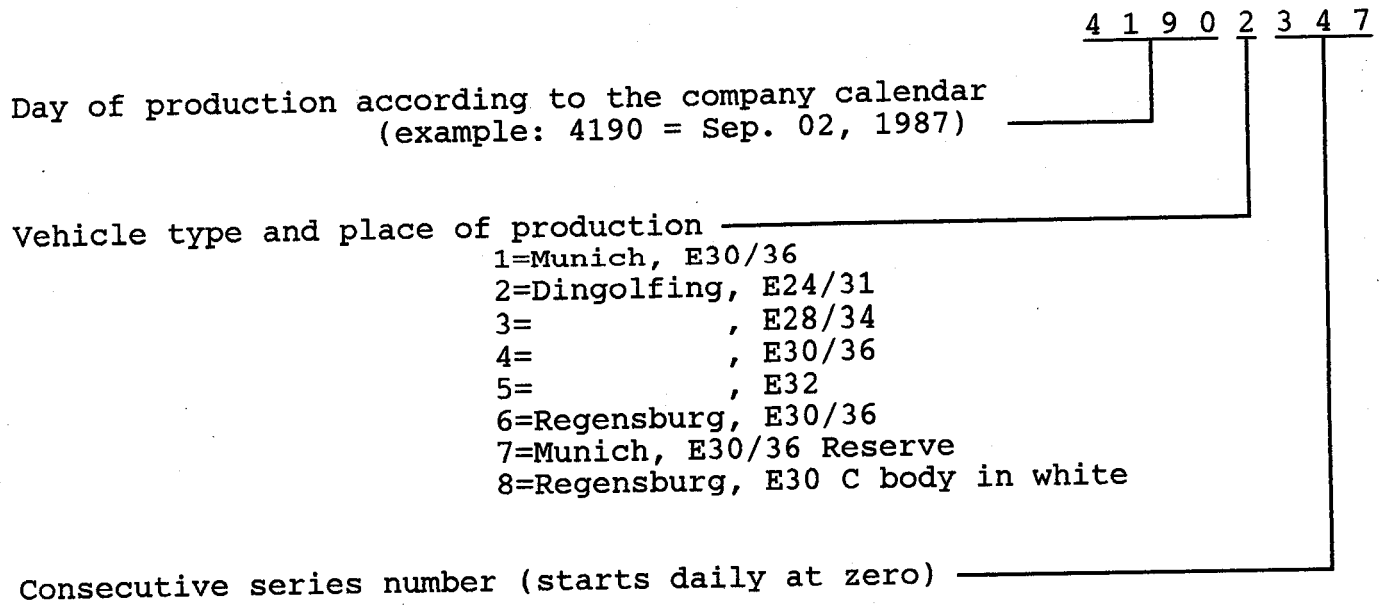 4 1 9 0 2 3 4 7
Day of production according to the company calendar
(example: 4190 = Sep. 02, 1987)
Vehicle type and place of production
1=Munich, E30/36
2=Dingolfing, E24/31
3= , E28/34
4= , E30/36
5= , E32
6=Regensburg, E30/36
7=Munich, E30/36 Reserve
8=Regensburg, E30 C body in white
Consecutive series number (starts daily at zero)